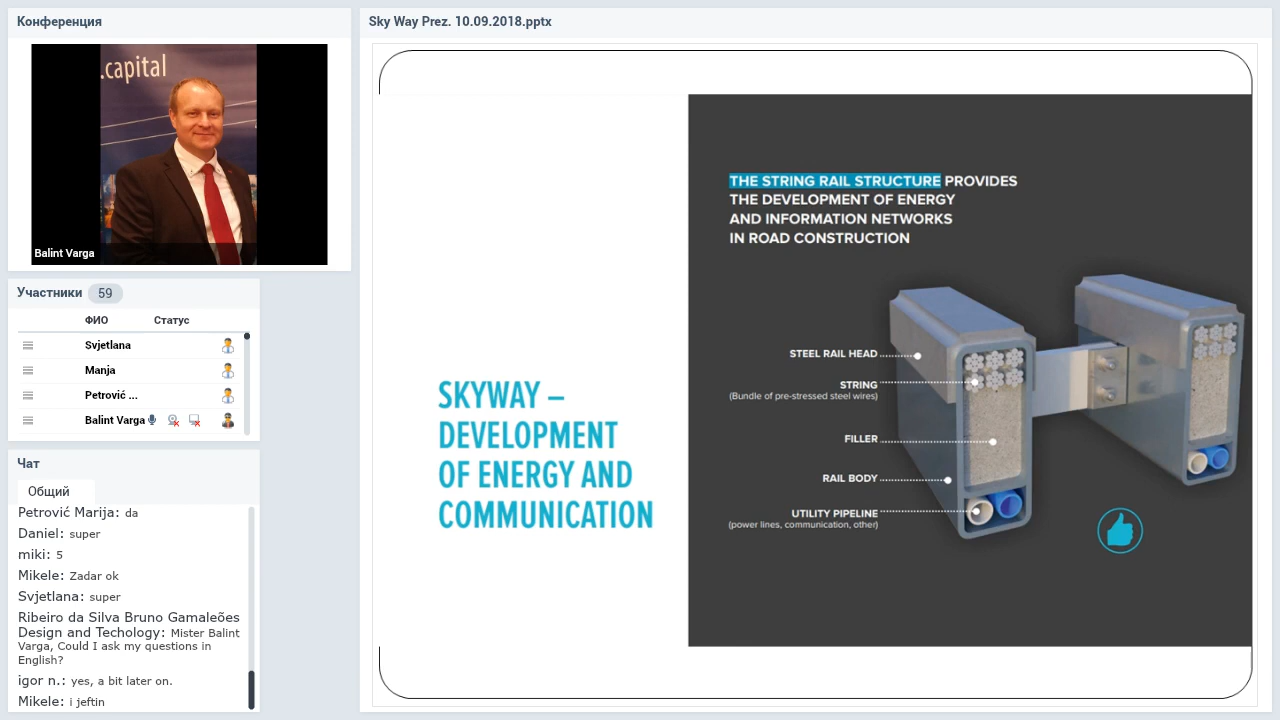 Конференция
.capital
Balint Varga
Участники 59
ФИО Статус
Svjetlana
Manja
Petrović ...
Balint Varga
Чат
Общий
Petrović Marija: da
Daniel: super
miki: 5
Mikele: Zadar ok
Svjetlana: super
Ribeiro da Silva Bruno Gamaleões
Design and Techology: Mister Balint
Varga, Could I ask my questions in
English?
igor n.: yes, a bit later on.
Mikele: i jeftin
Sky Way Prez. 10.09.2018.pptx
SKYWAY –
DEVELOPMENT
OF ENERGY AND
COMMUNICATION
THE STRING RAIL STRUCTURE PROVIDES
THE DEVELOPMENT OF ENERGY
AND INFORMATION NETWORKS
IN ROAD CONSTRUCTION
STEEL RAIL HEAD
STRING
(Bundle of pre-stressed steel wires)
FILLER
RAIL BODY
UTILITY PIPELINE
(power lines, communication, other)